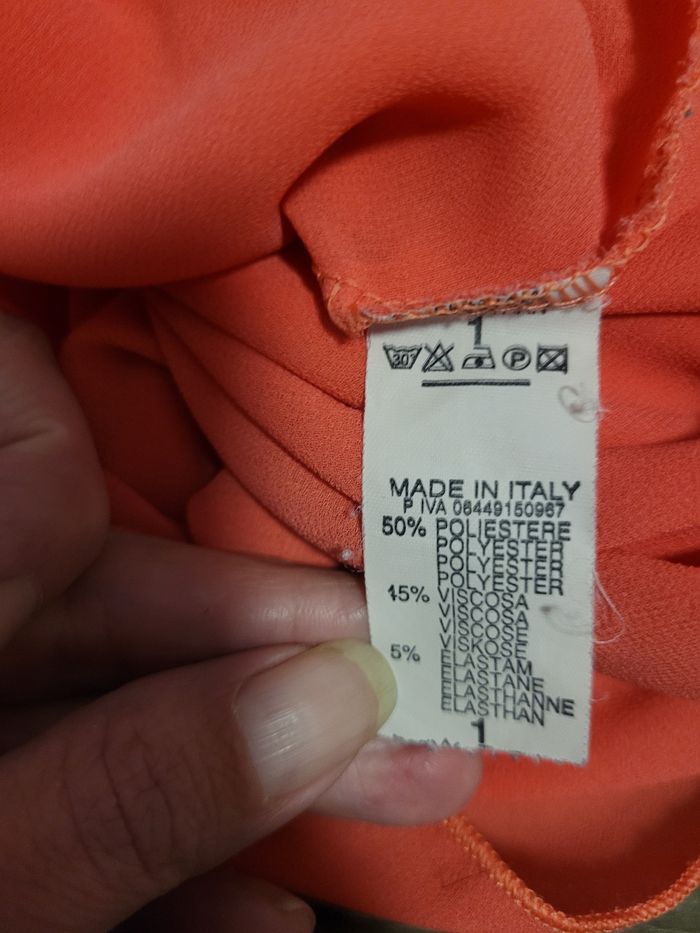 1
30°
P
MADE IN ITALY
P IVA 06449150967
50% POLIESTERE
POLYESTER
POLYESTER
POLYESTER
45% VISCOSA
VISCOSA
VISCOSE
VISKOSE
5% ELASTAM
ELASTANE
ELASTHANNE
ELASTHAN
1